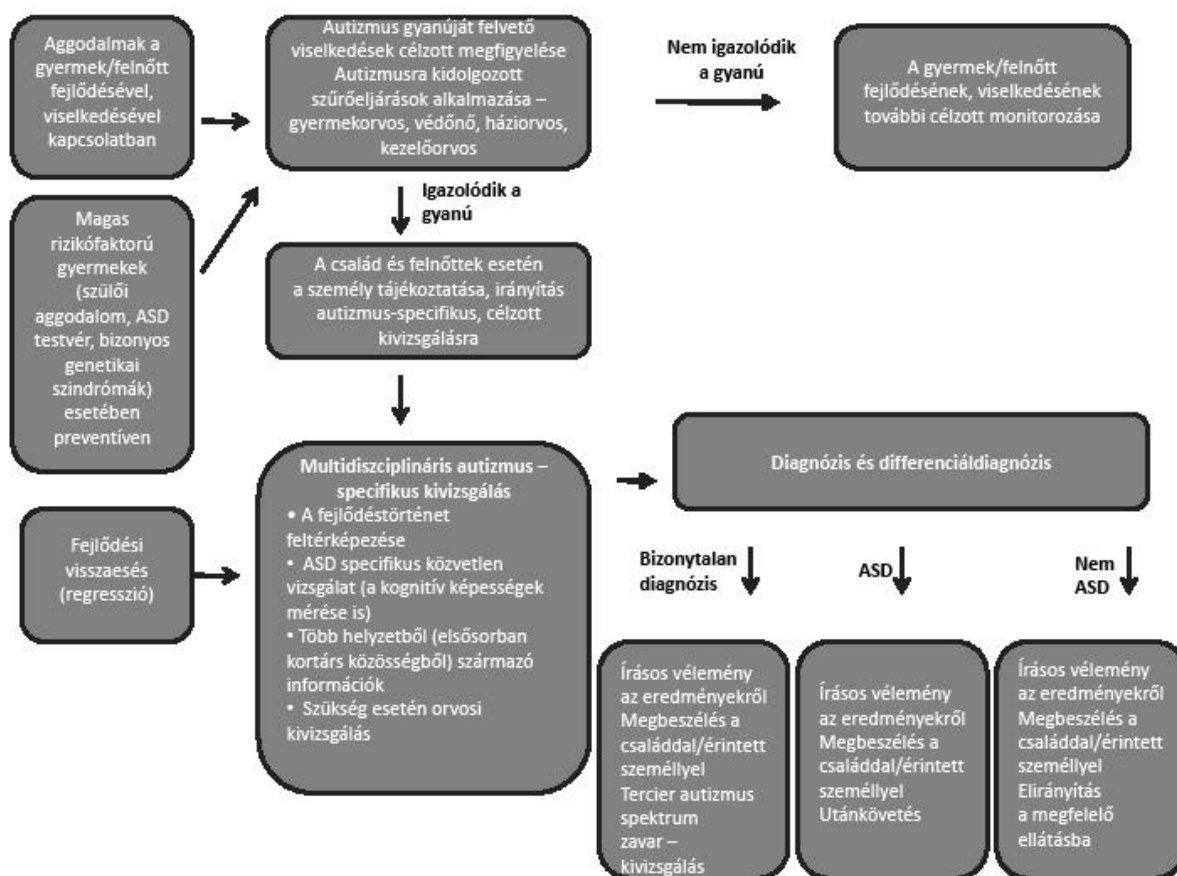 Aggodalmak a
gyermek/felnőtt
fejlődésével,
viselkedésével
kapcsolatban
Autizmus gyanúját felvető
viselkedések célzott megfigyelése
Autizmusra kidolgozott
szűrőeljárások alkalmazása –
gyermekorvos, védőnő, háziorvos,
kezelőorvos
Nem igazolódik
a gyanú
A gyermek/felnőtt
fejlődésének, viselkedésének
további célzott monitorozása
Magas
rizikófaktorú
gyermekek
(szülői
aggodalom, ASD
testvér, bizonyos
genetikai
szindrómák)
esetében
preventíven
Igazolódik a
gyanú
A család és felnőttek esetén
a személy tájékoztatása, irányítás
autizmus-specifikus, célzott
kivizsgálásra
Fejlődési
visszaesés
(regresszió)
Multidiszciplináris autizmus –
specifikus kivizsgálás
• A fejlődéstörténet
feltérképezése
• ASD specifikus közvetlen
vizsgálat (a kognitív képességek
mérése is)
• Több helyzetből (elsősorban
kortárs közösségből) származó
információk
• Szükség esetén orvosi
kivizsgálás
Diagnózis és differenciáldiagnózis
Bizonytalan
diagnózis
ASD
Nem
ASD
Írásos vélemény
az eredményekről
Megbeszélés a
családdal/érintett
személlyel
Tercier autizmus
spektrum
zavar –
kivizsgálás
Írásos vélemény
az eredményekről
Megbeszélés a
családdal/érintett
személlyel
Utánkövetés
Írásos vélemény
az eredményekről
Megbeszélés a
családdal/érintett
személlyel
Elirányítás
a megfelelő
ellátásba